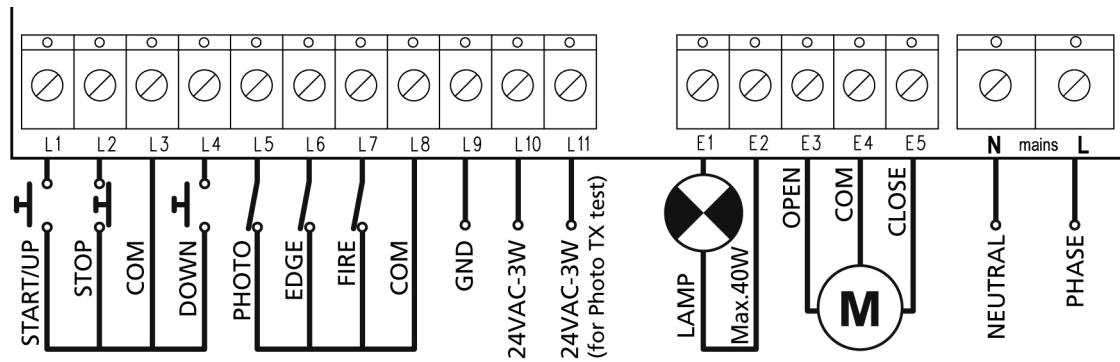 L1 L2 L3 L4 L5 L6 L7 L8 L9 L10 L11
E1 E2 E3 E4 E5
N mains L
START/UP
STOP
COM
DOWN
PHOTO
EDGE
FIRE
COM
GND
24VAC-3W
24VAC-3W
(for Photo TX test)
LAMP
Max.40W
OPEN
COM
CLOSE
M
NEUTRAL
PHASE